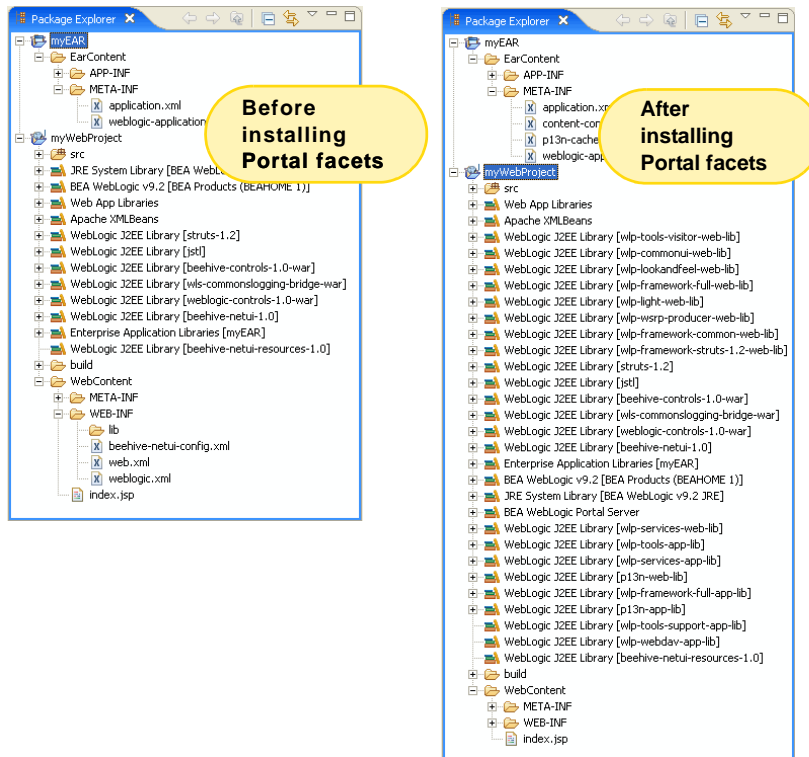 Package Explorer
myEAR
EarContent
APP-INF
META-INF
application.xml
weblogic-application
myWebProject
src
JRE System Library [BEA WebL
BEA WebLogic v9.2 [BEA Products (BEAHOME 1)]
Web App Libraries
Apache XMLBeans
WebLogic J2EE Library [struts-1.2]
WebLogic J2EE Library [jstl]
WebLogic J2EE Library [beehive-controls-1.0-war]
WebLogic J2EE Library [wls-commonslogging-bridge-war]
WebLogic J2EE Library [weblogic-controls-1.0-war]
WebLogic J2EE Library [beehive-netui-1.0]
Enterprise Application Libraries [myEAR]
WebLogic J2EE Library [beehive-netui-resources-1.0]
build
WebContent
META-INF
WEB-INF
lib
beehive-netui-config.xml
web.xml
weblogic.xml
index.jsp
Before
installing
Portal facets
Package Explorer
myEAR
EarContent
APP-INF
META-INF
application.xm
content-con
p13n-cache
weblogic-app
myWebProject
src
Web App Libraries
Apache XMLBeans
WebLogic J2EE Library [wlp-tools-visitor-web-lib]
WebLogic J2EE Library [wlp-commonui-web-lib]
WebLogic J2EE Library [wlp-lookandfeel-web-lib]
WebLogic J2EE Library [wlp-framework-full-web-lib]
WebLogic J2EE Library [wlp-light-web-lib]
WebLogic J2EE Library [wlp-wsrp-producer-web-lib]
WebLogic J2EE Library [wlp-framework-common-web-lib]
WebLogic J2EE Library [wlp-framework-struts-1.2-web-lib]
WebLogic J2EE Library [struts-1.2]
WebLogic J2EE Library [jstl]
WebLogic J2EE Library [beehive-controls-1.0-war]
WebLogic J2EE Library [wls-commonslogging-bridge-war]
WebLogic J2EE Library [weblogic-controls-1.0-war]
WebLogic J2EE Library [beehive-netui-1.0]
Enterprise Application Libraries [myEAR]
BEA WebLogic v9.2 [BEA Products (BEAHOME 1)]
JRE System Library [BEA WebLogic v9.2 JRE]
BEA WebLogic Portal Server
WebLogic J2EE Library [wlp-services-web-lib]
WebLogic J2EE Library [wlp-tools-app-lib]
WebLogic J2EE Library [wlp-services-app-lib]
WebLogic J2EE Library [p13n-web-lib]
WebLogic J2EE Library [wlp-framework-full-app-lib]
WebLogic J2EE Library [p13n-app-lib]
WebLogic J2EE Library [wlp-tools-support-app-lib]
WebLogic J2EE Library [wlp-webdav-app-lib]
WebLogic J2EE Library [beehive-netui-resources-1.0]
build
WebContent
META-INF
WEB-INF
index.jsp
After
installing
Portal facets